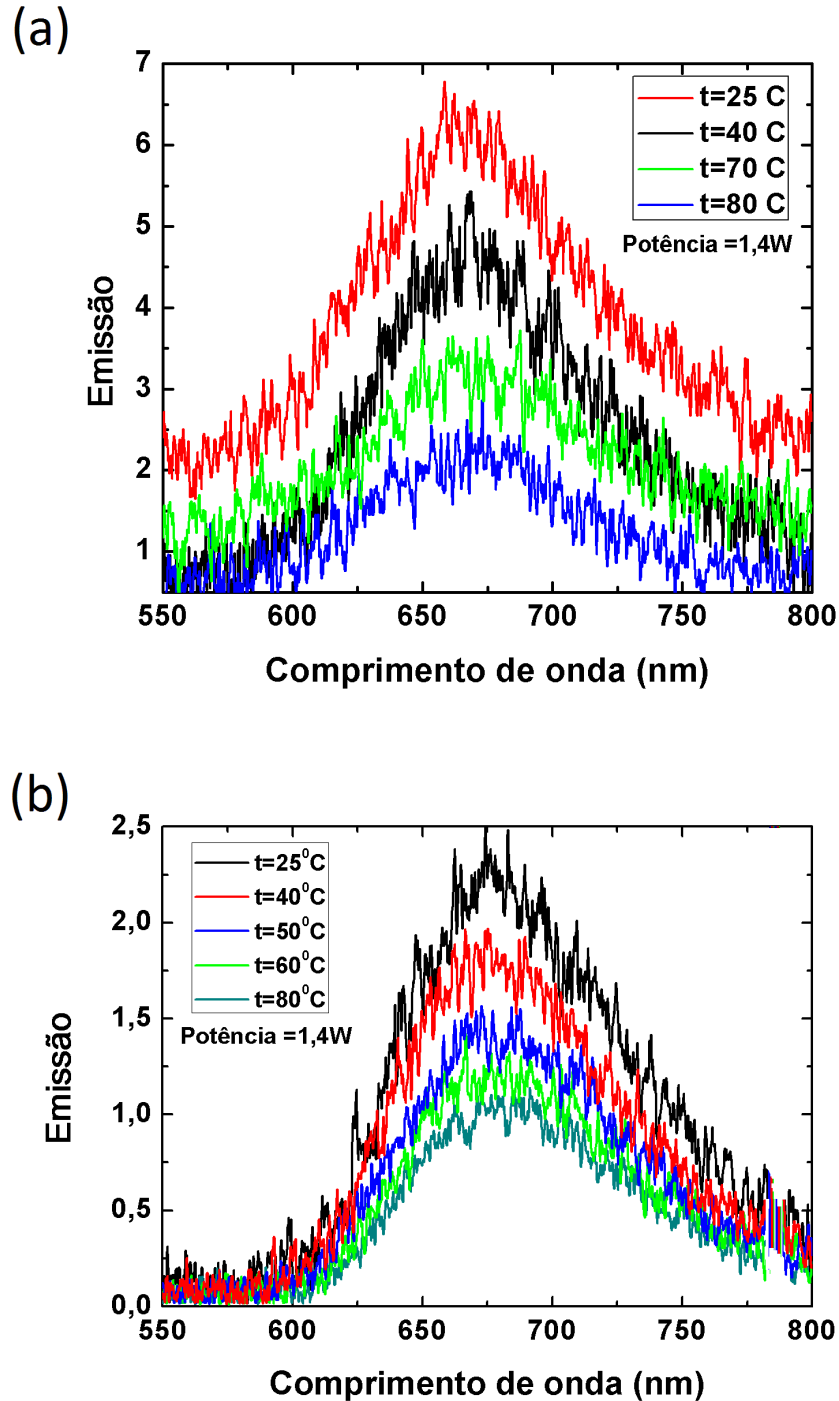 (a)
7
6
5
4
3
2
1
Emissão
t=25 C
t=40 C
t=70 C
t=80 C
Potência =1,4W
550 600 650 700 750 800
Comprimento de onda (nm)
(b)
2,5
2,0
1,5
1,0
0,5
0,0
Emissão
t=25⁰C
t=40⁰C
t=50⁰C
t=60⁰C
t=80⁰C
Potência =1,4W
550 600 650 700 750 800
Comprimento de onda (nm)